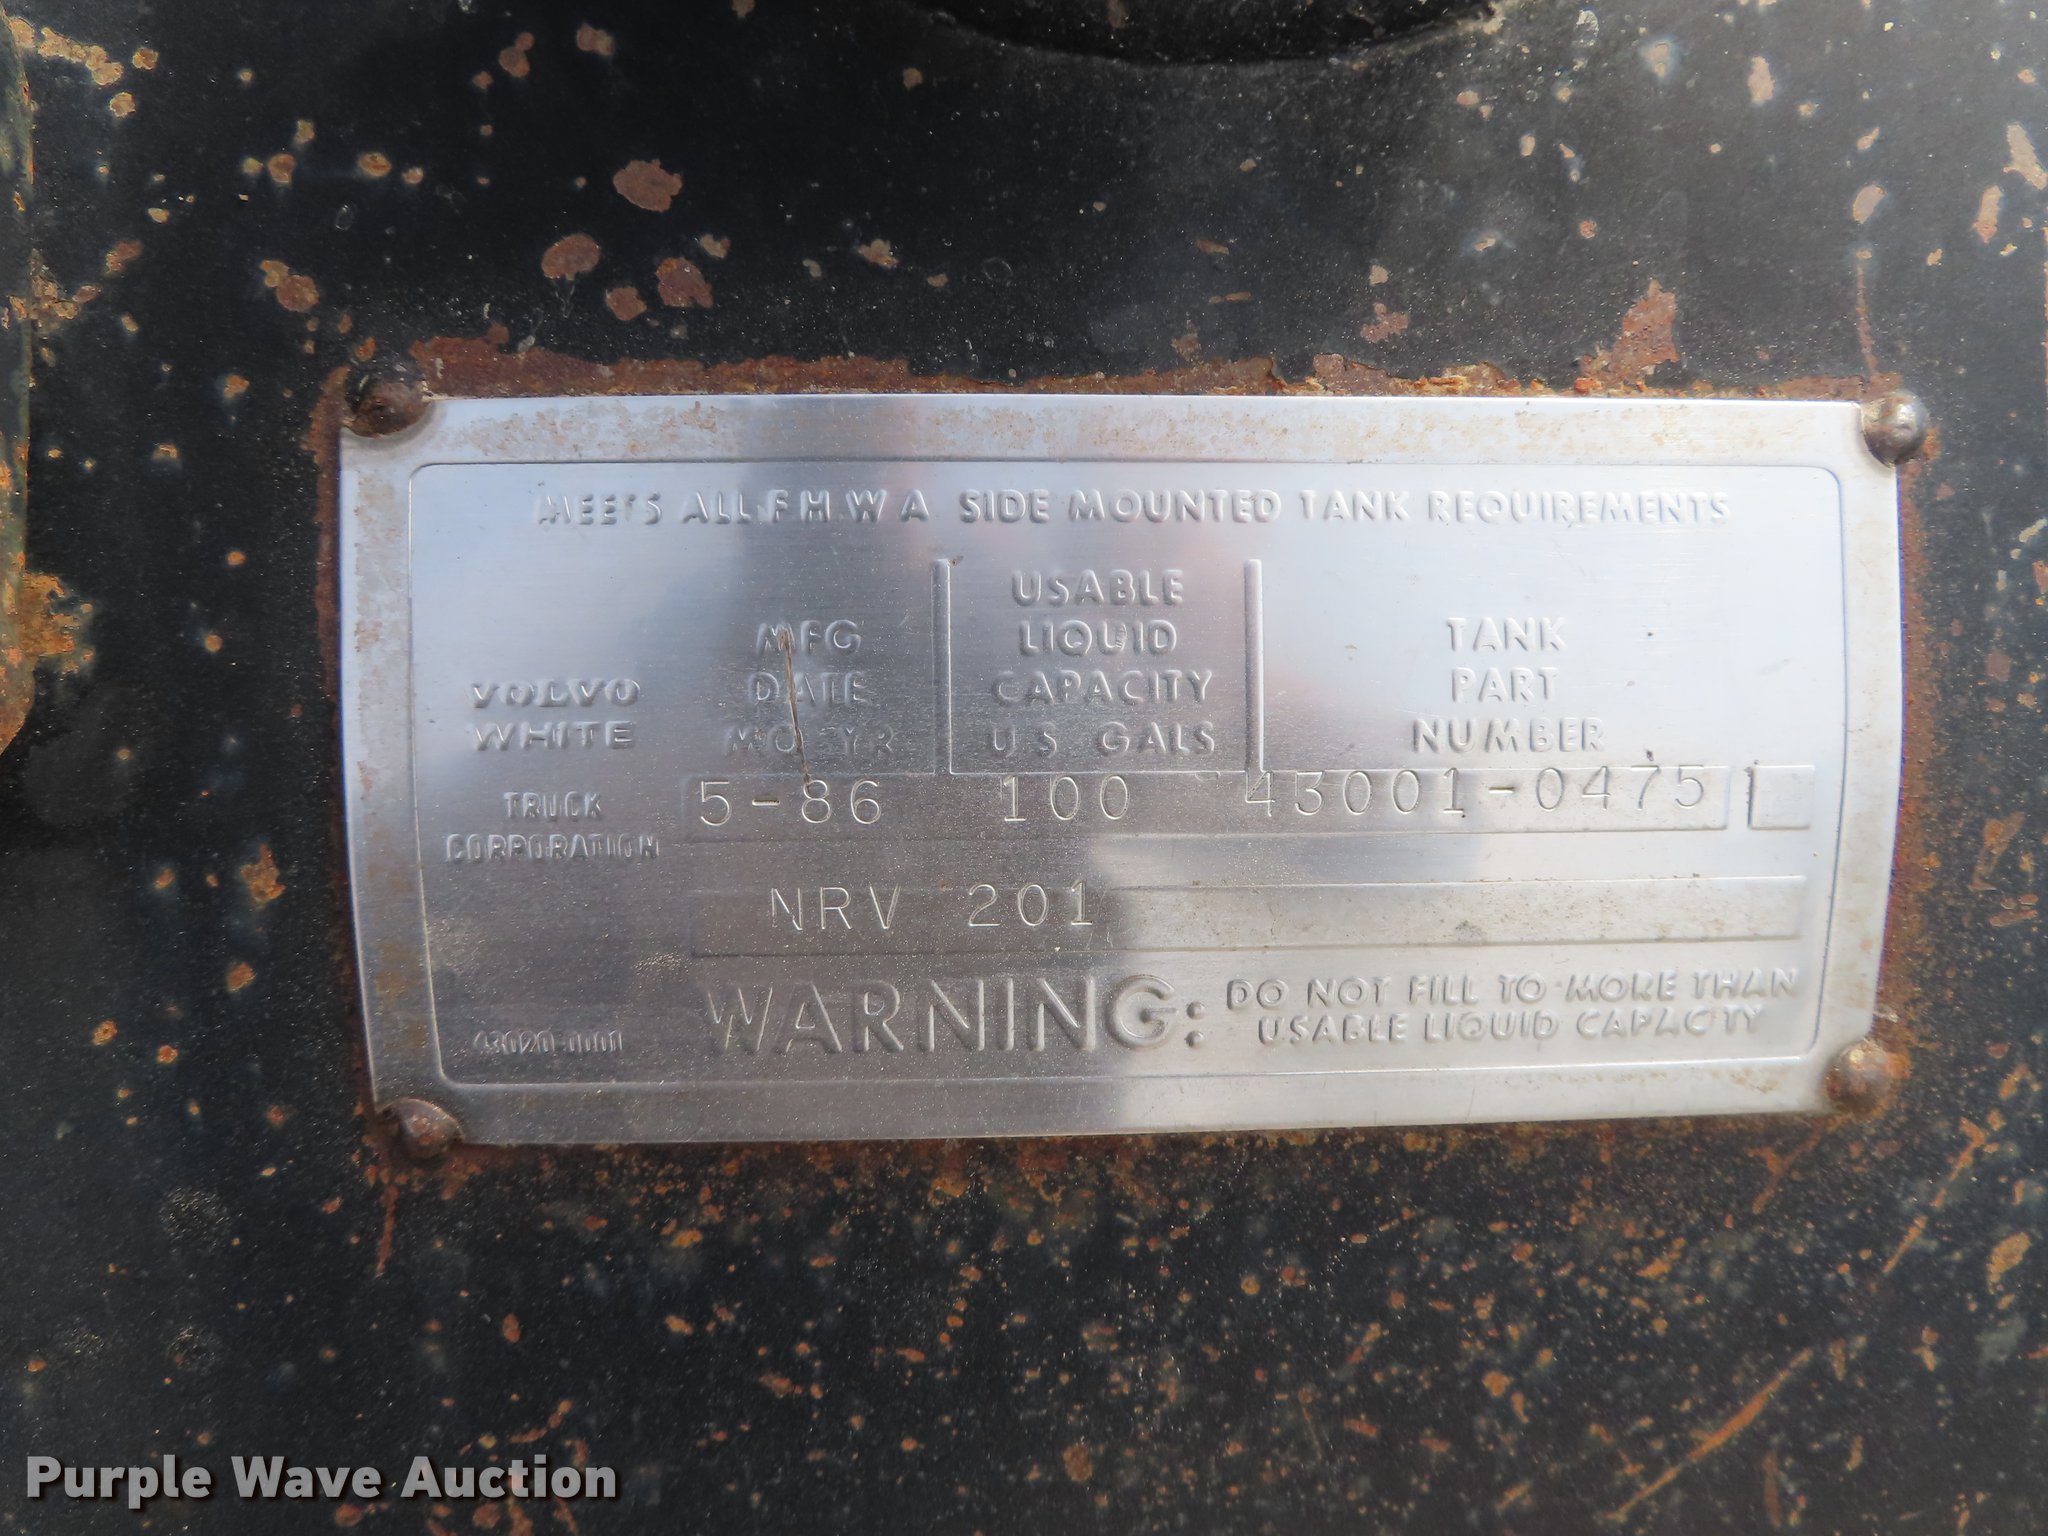 MEETS ALL F H W A SIDE MOUNTED TANK REQUIREMENTS
VOLVO
WHITE
TRUCK
CORPORATION
MFG
DATE
MO YR
USABLE
LIQUID
CAPACITY
U S GALS
TANK
PART
NUMBER
5-86 100 43001-0475
NRV 201
43020-0001
WARNING: DO NOT FILL TO MORE THAN
USABLE LIQUID CAPACITY
Purple Wave Auction